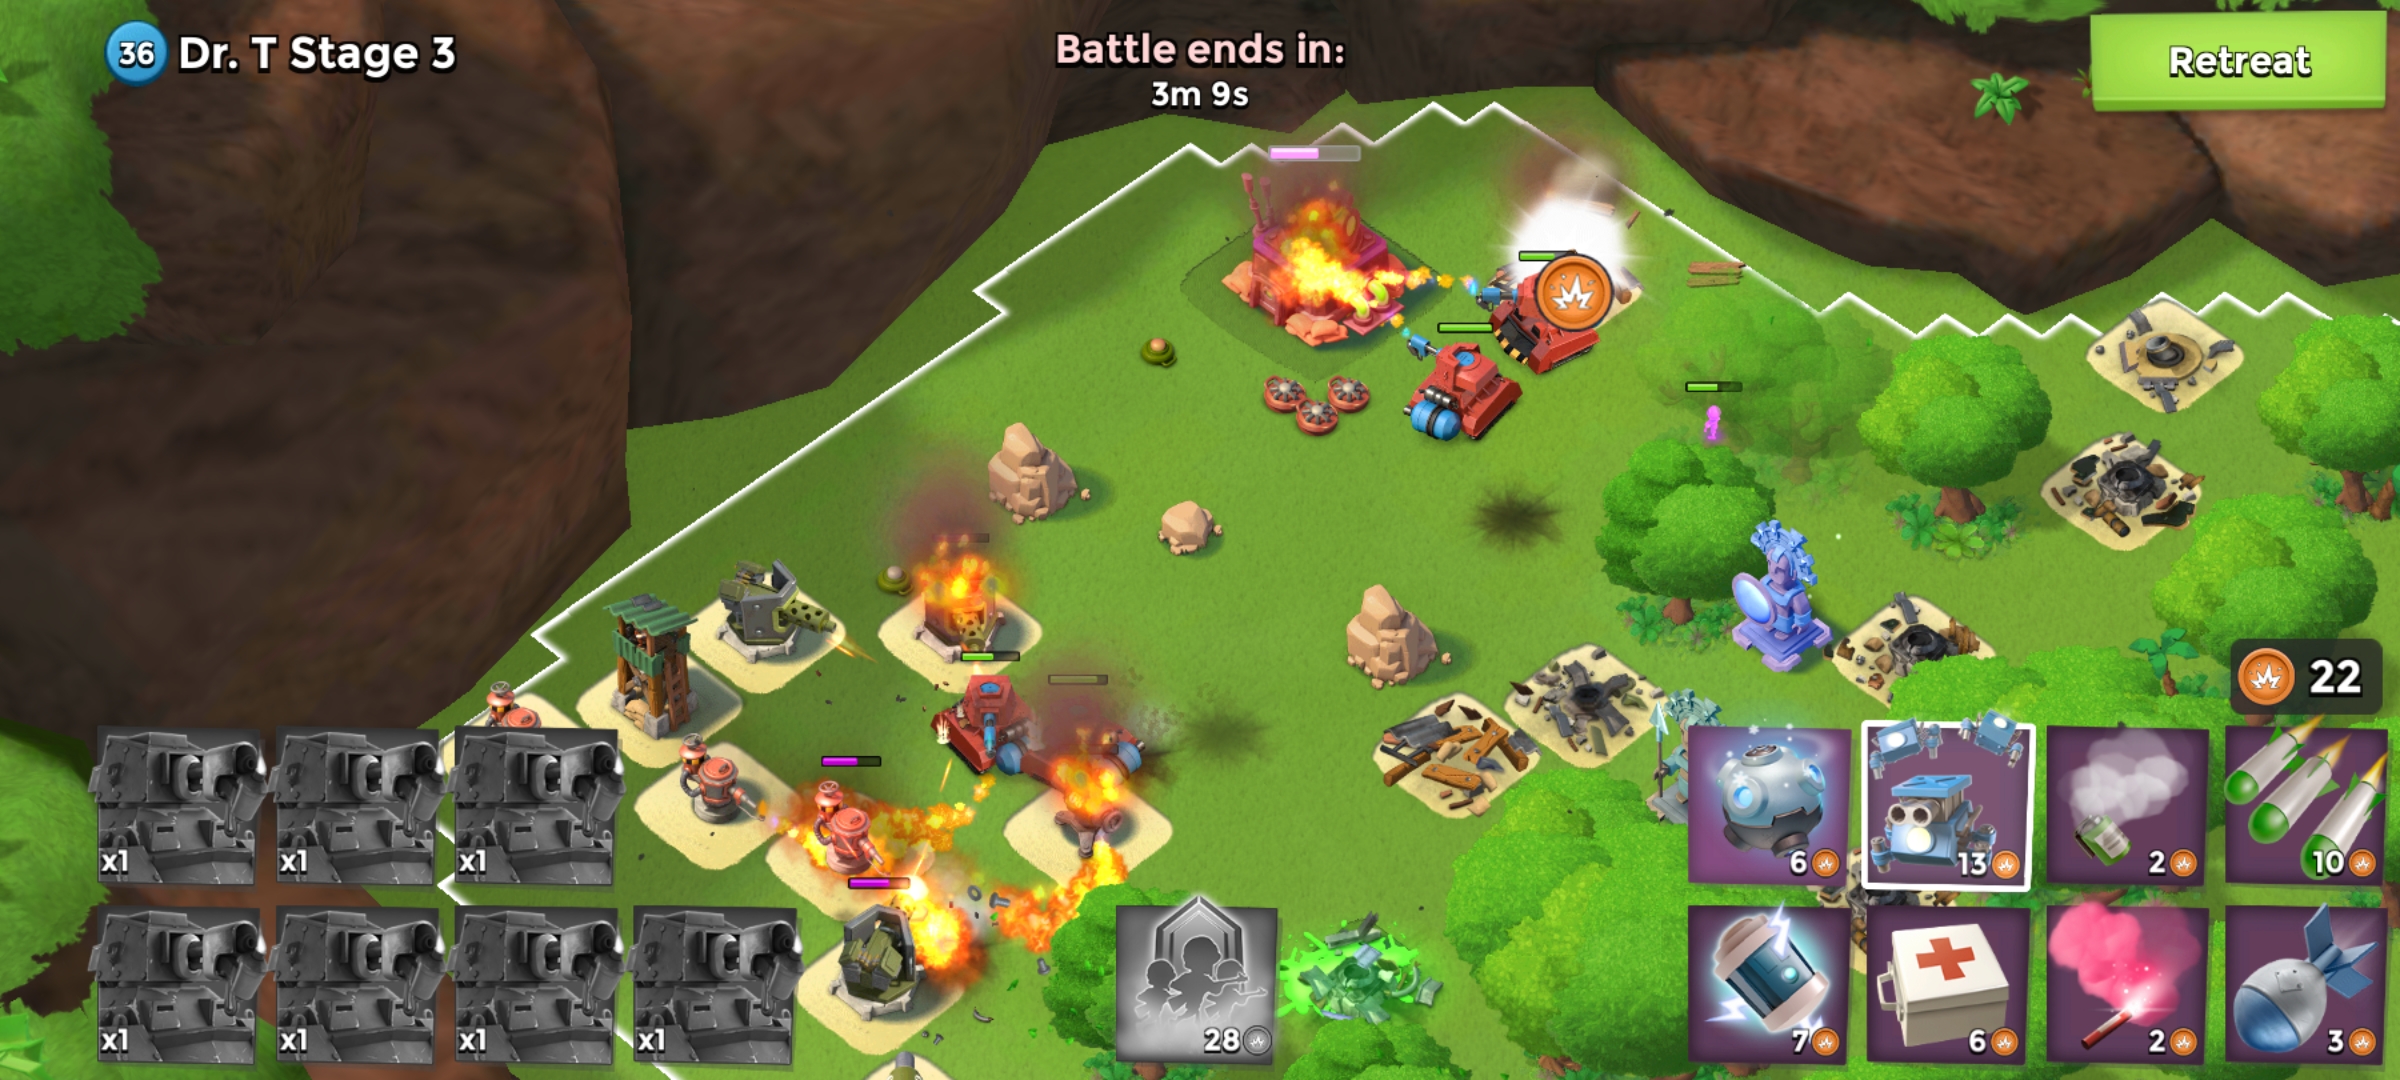 36 Dr. T Stage 3
Battle ends in:
3m 9s
Retreat
22
x1 x1 x1
6 13 2 10
x1 x1 x1 x1
28
7 6 2 3